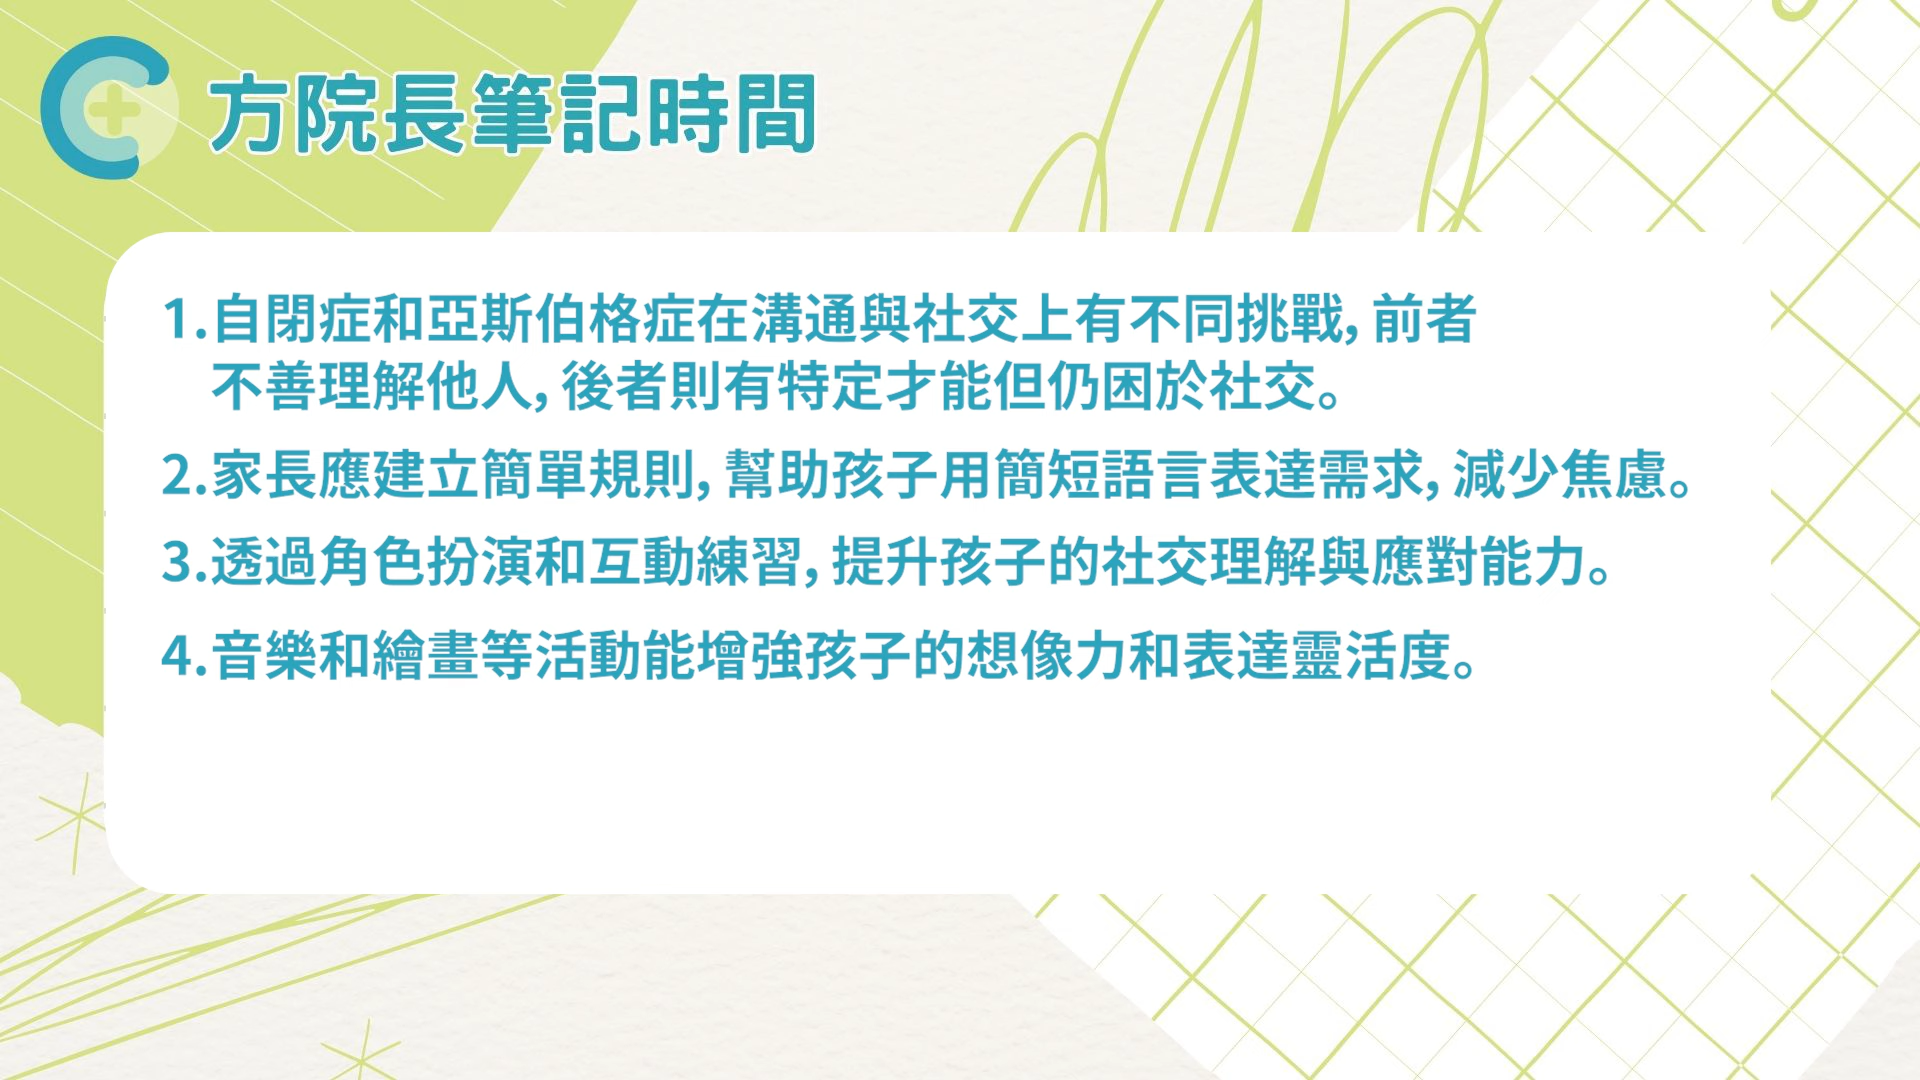 方院長筆記時間
1.自閉症和亞斯伯格症在溝通與社交上有不同挑戰，前者
不善理解他人，後者則有特定才能但仍困於社交。
2.家長應建立簡單規則，幫助孩子用簡短語言表達需求，減少焦慮。
3.透過角色扮演和互動練習，提升孩子的社交理解與應對能力。
4.音樂和繪畫等活動能增強孩子的想像力和表達靈活度。